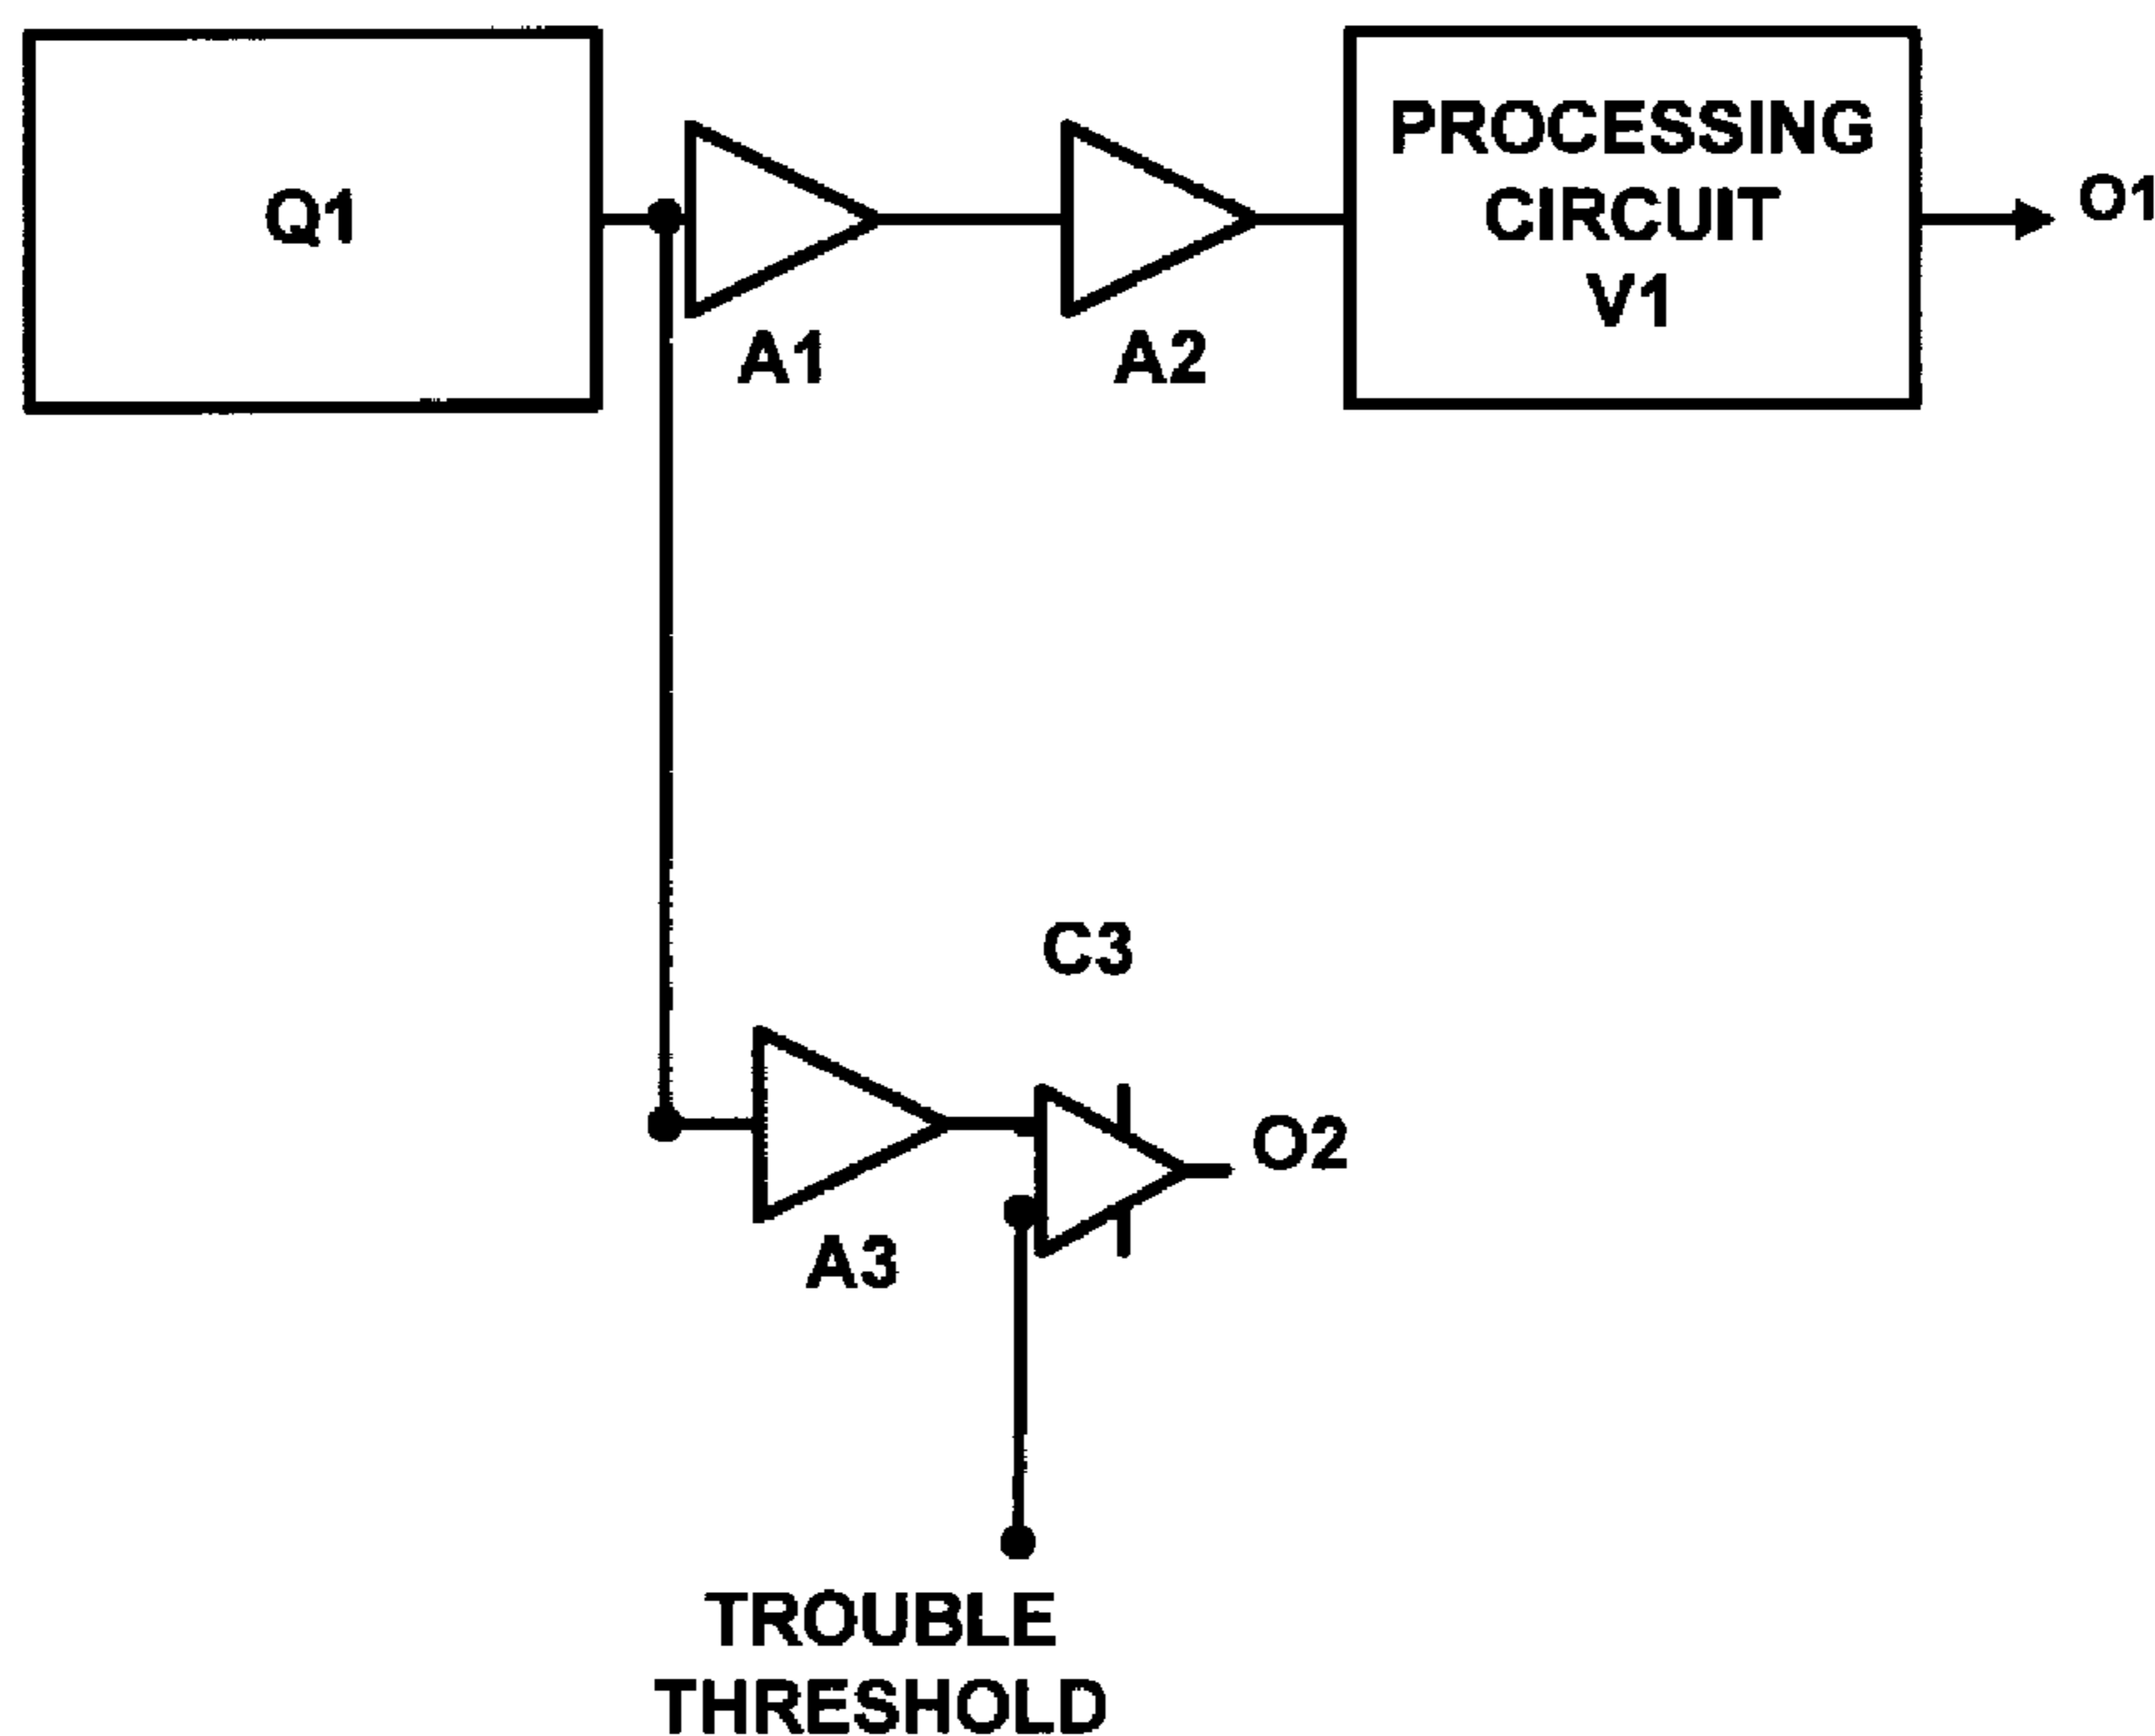 Q1
A1
A2
PROCESSING
CIRCUIT
V1
O1
C3
A3
O2
TROUBLE
THRESHOLD